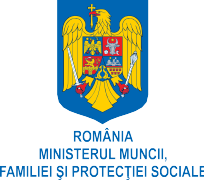 ROMÂNIA
MINISTERUL MUNCII,
FAMILIEI ŞI PROTECŢIEI SOCIALE